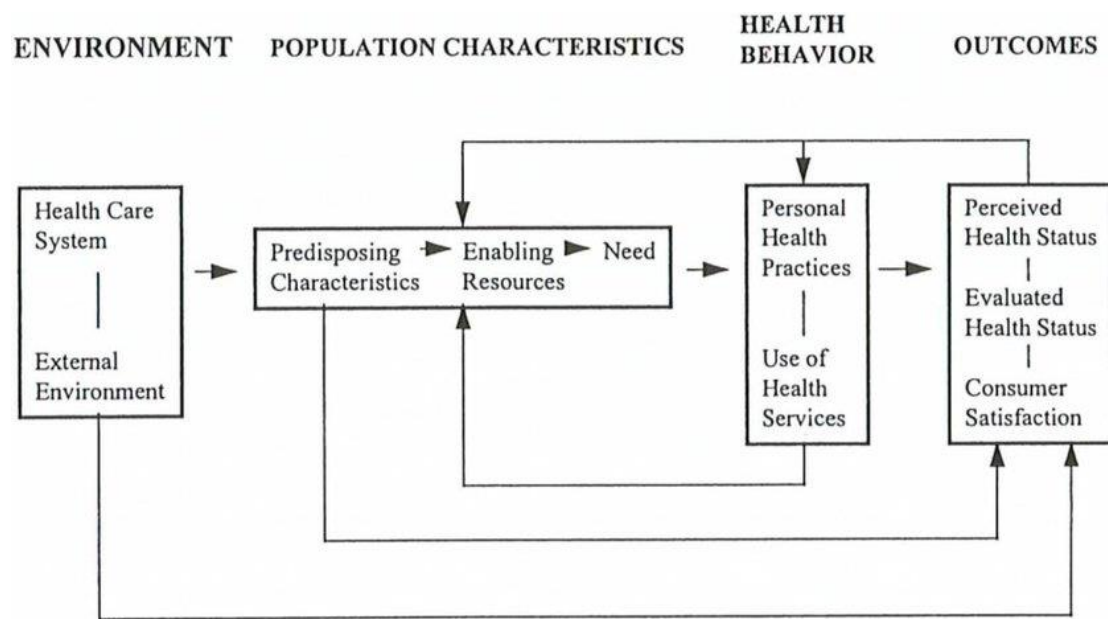 ENVIRONMENT
POPULATION CHARACTERISTICS
HEALTH
BEHAVIOR
OUTCOMES
Health Care
System
External
Environment
Predisposing
Characteristics
Enabling
Resources
Need
Personal
Health
Practices
Use of
Health
Services
Perceived
Health Status
Evaluated
Health Status
Consumer
Satisfaction